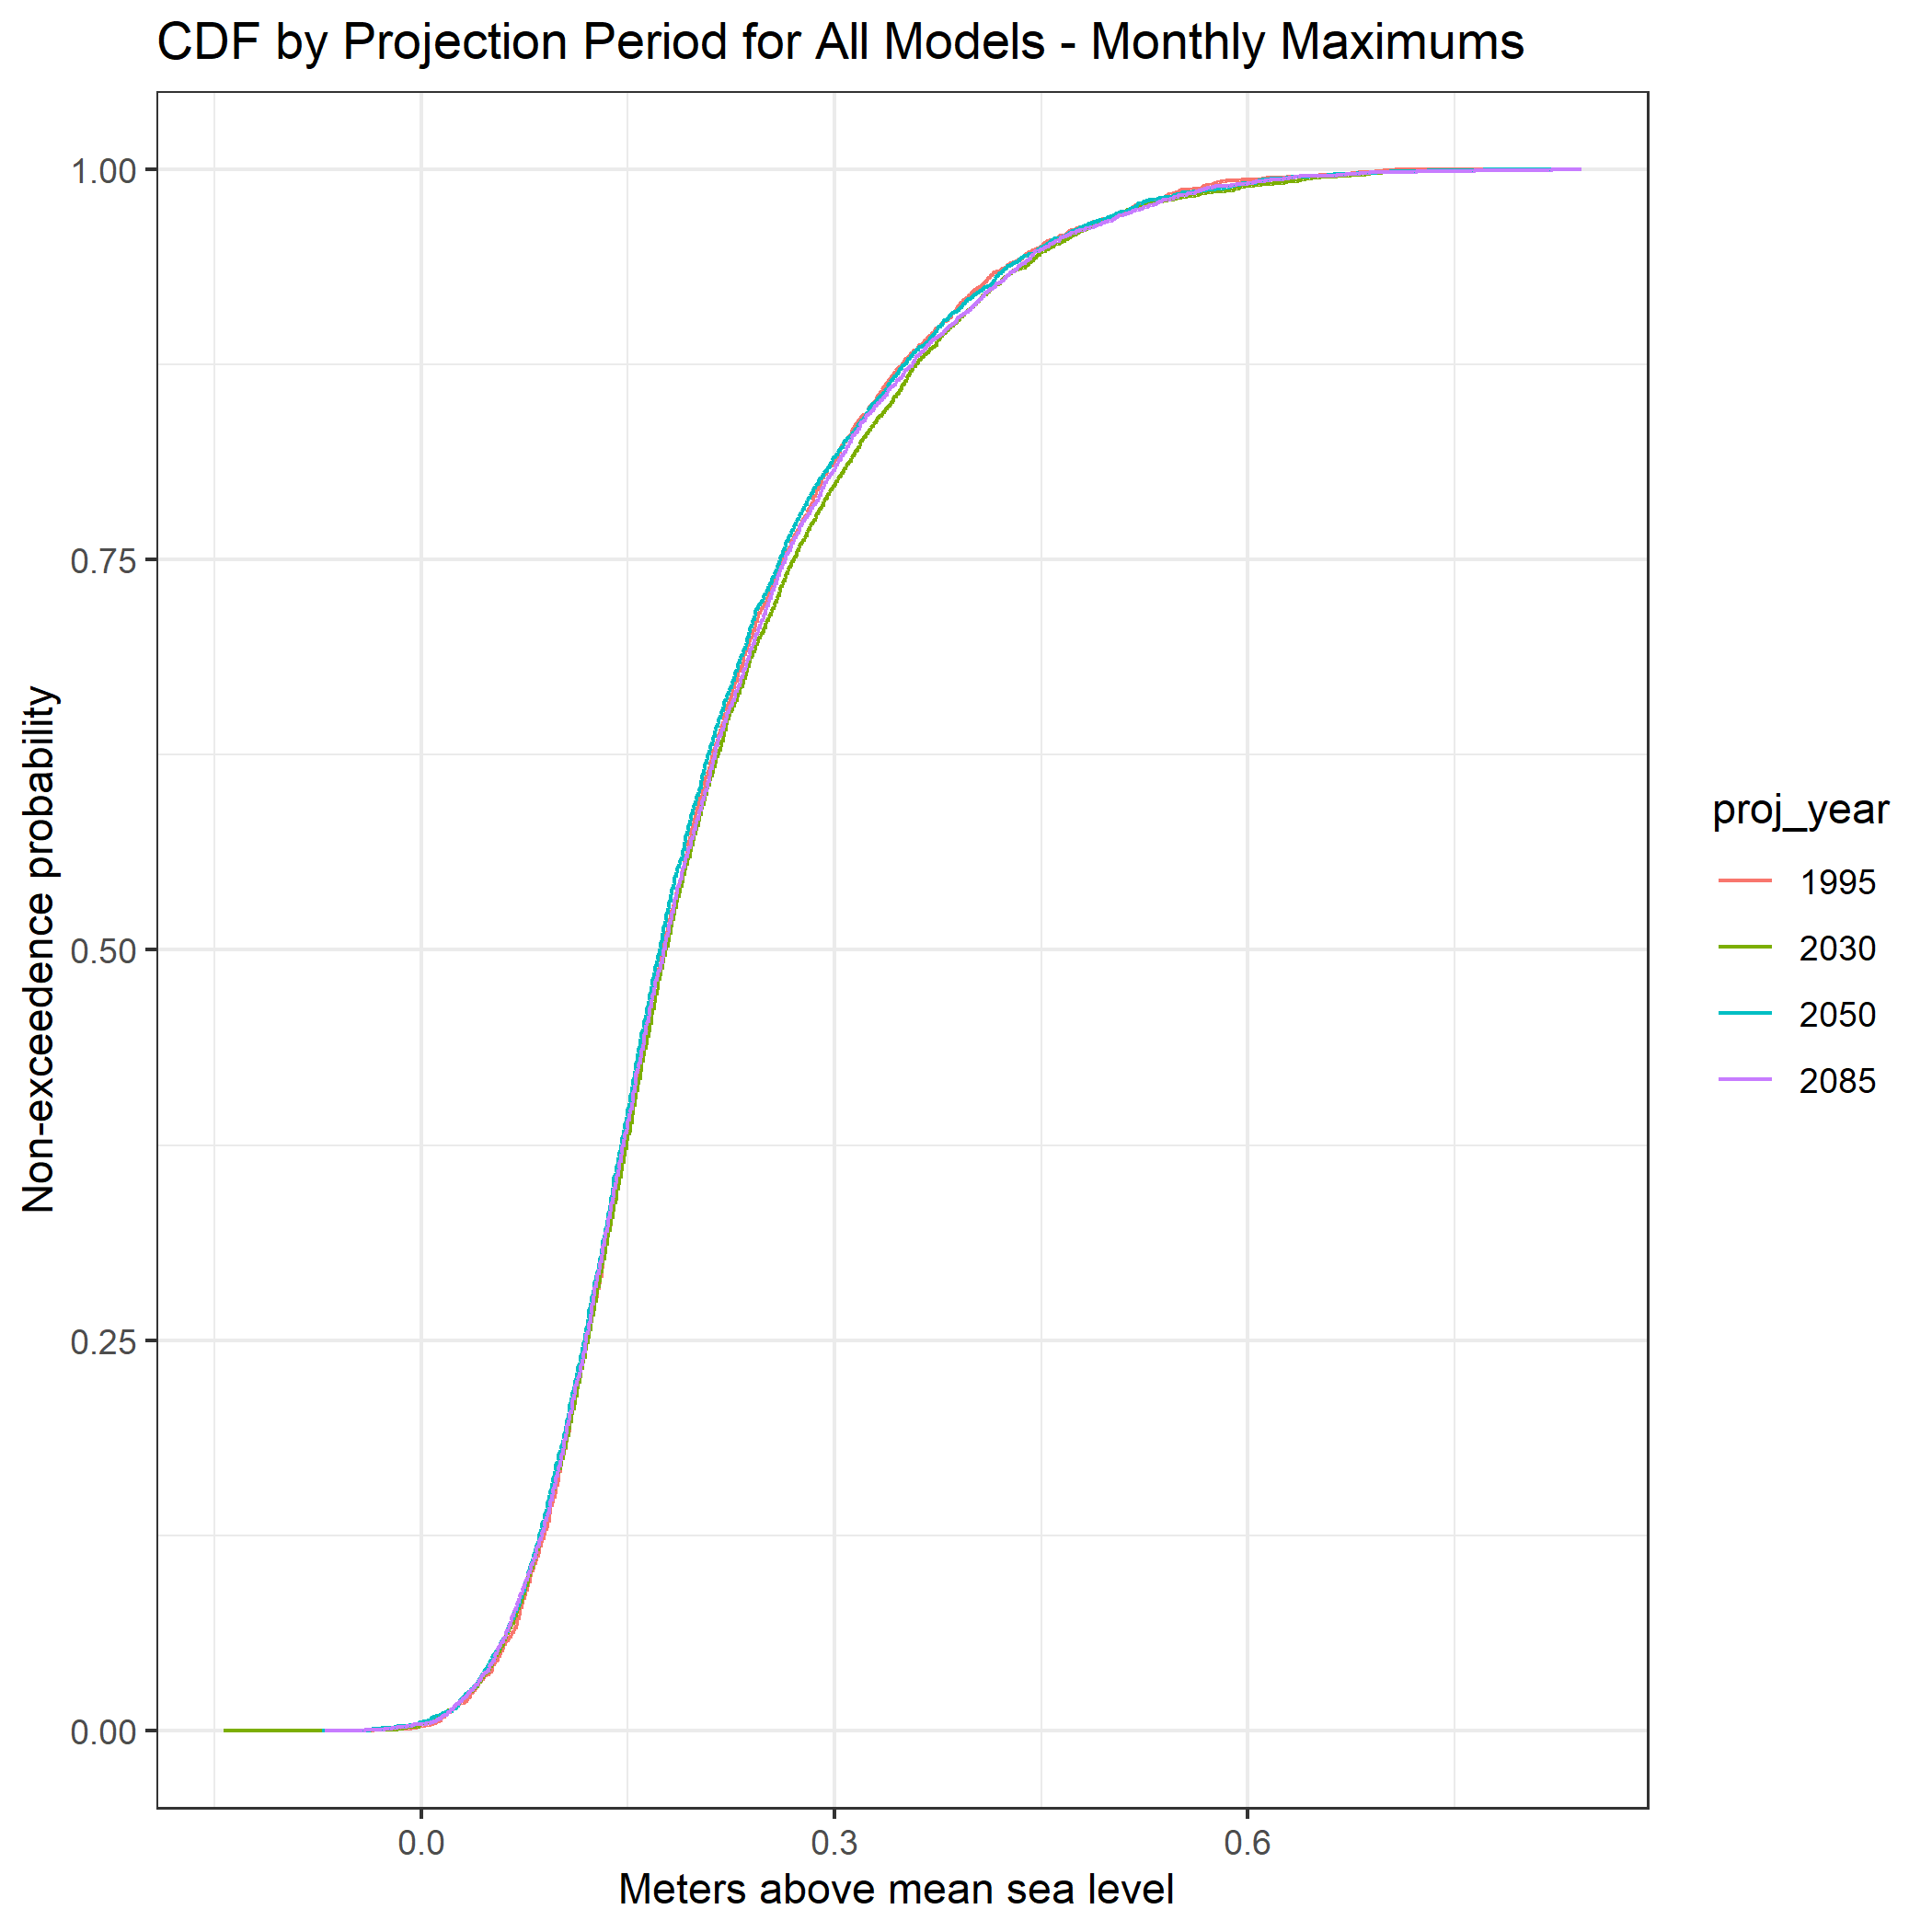 CDF by Projection Period for All Models - Monthly Maximums
1.00
0.75
0.50
0.25
0.00
Non-exceedence probability
0.0 0.3 0.6
Meters above mean sea level
proj_year
1995
2030
2050
2085